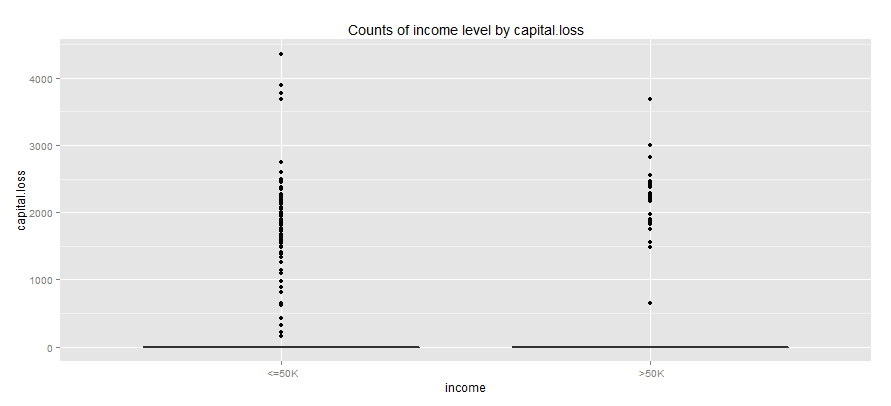 Counts of income level by capital.loss
4000
3000
2000
1000
0
capital.loss
<=50K
>50K
income